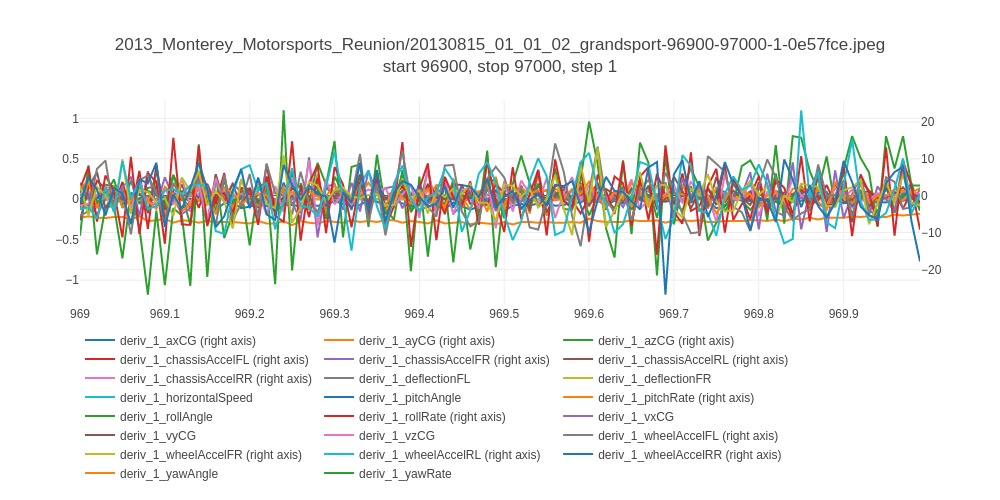 2013_Monterey_Motorsports_Reunion/20130815_01_01_02_grandsport-96900-97000-1-0e57fce.jpeg
start 96900, stop 97000, step 1
1
0.5
0
−0.5
−1
20
10
0
−10
−20
969
969.1
969.2
969.3
969.4
969.5
969.6
969.7
969.8
969.9
deriv_1_axCG (right axis)
deriv_1_ayCG (right axis)
deriv_1_azCG (right axis)
deriv_1_chassisAccelFL (right axis)
deriv_1_chassisAccelFR (right axis)
deriv_1_chassisAccelRL (right axis)
deriv_1_chassisAccelRR (right axis)
deriv_1_deflectionFL
deriv_1_deflectionFR
deriv_1_horizontalSpeed
deriv_1_pitchAngle
deriv_1_pitchRate (right axis)
deriv_1_rollAngle
deriv_1_rollRate (right axis)
deriv_1_vxCG
deriv_1_vyCG
deriv_1_vzCG
deriv_1_wheelAccelFL (right axis)
deriv_1_wheelAccelFR (right axis)
deriv_1_wheelAccelRL (right axis)
deriv_1_wheelAccelRR (right axis)
deriv_1_yawAngle
deriv_1_yawRate